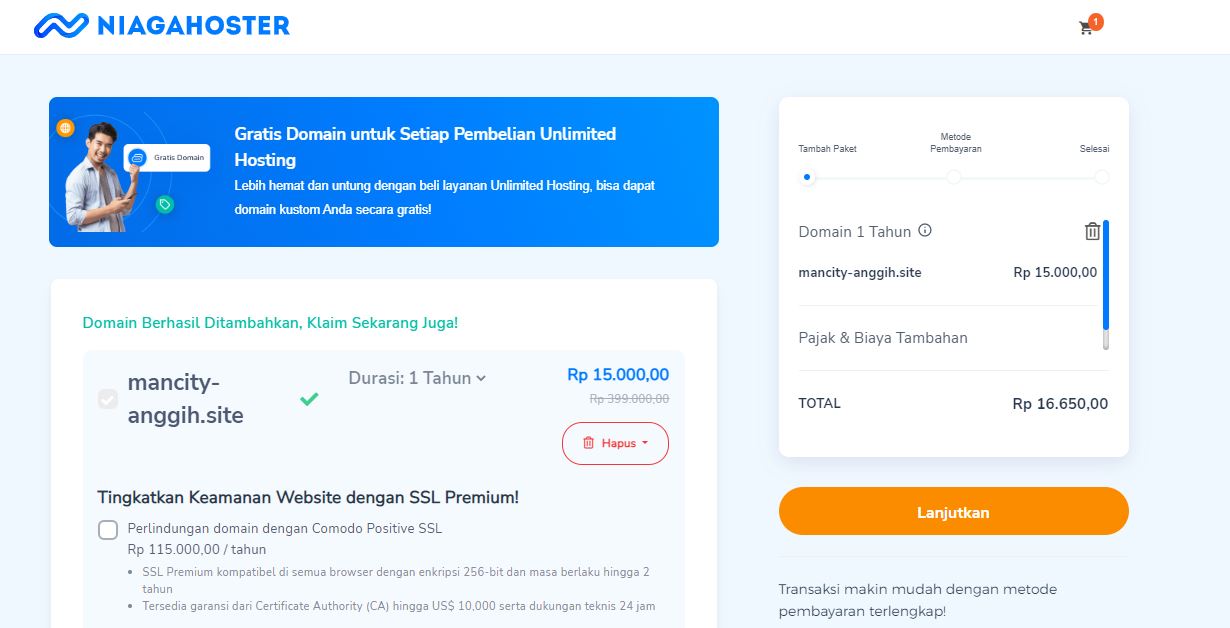 NIAGAHOSTER
1
Gratis Domain
Gratis Domain untuk Setiap Pembelian Unlimited
Hosting
Lebih hemat dan untung dengan beli layanan Unlimited Hosting, bisa dapat
domain kustom Anda secara gratis!
Domain Berhasil Ditambahkan, Klaim Sekarang Juga!
mancity-
anggih.site
Durasi: 1 Tahun
Rp 15.000,00
Rp 399.000,00
Hapus
Tingkatkan Keamanan Website dengan SSL Premium!
Perlindungan domain dengan Comodo Positive SSL
Rp 115.000,00 / tahun
• SSL Premium kompatibel di semua browser dengan enkripsi 256-bit dan masa berlaku hingga 2
tahun
• Tersedia garansi dari Certificate Authority (CA) hingga US$ 10,000 serta dukungan teknis 24 jam
Tambah Paket
Metode
Pembayaran
Selesai
Domain 1 Tahun
mancity-anggih.site Rp 15.000,00
Pajak & Biaya Tambahan
TOTAL Rp 16.650,00
Lanjutkan
Transaksi makin mudah dengan metode
pembayaran terlengkap!